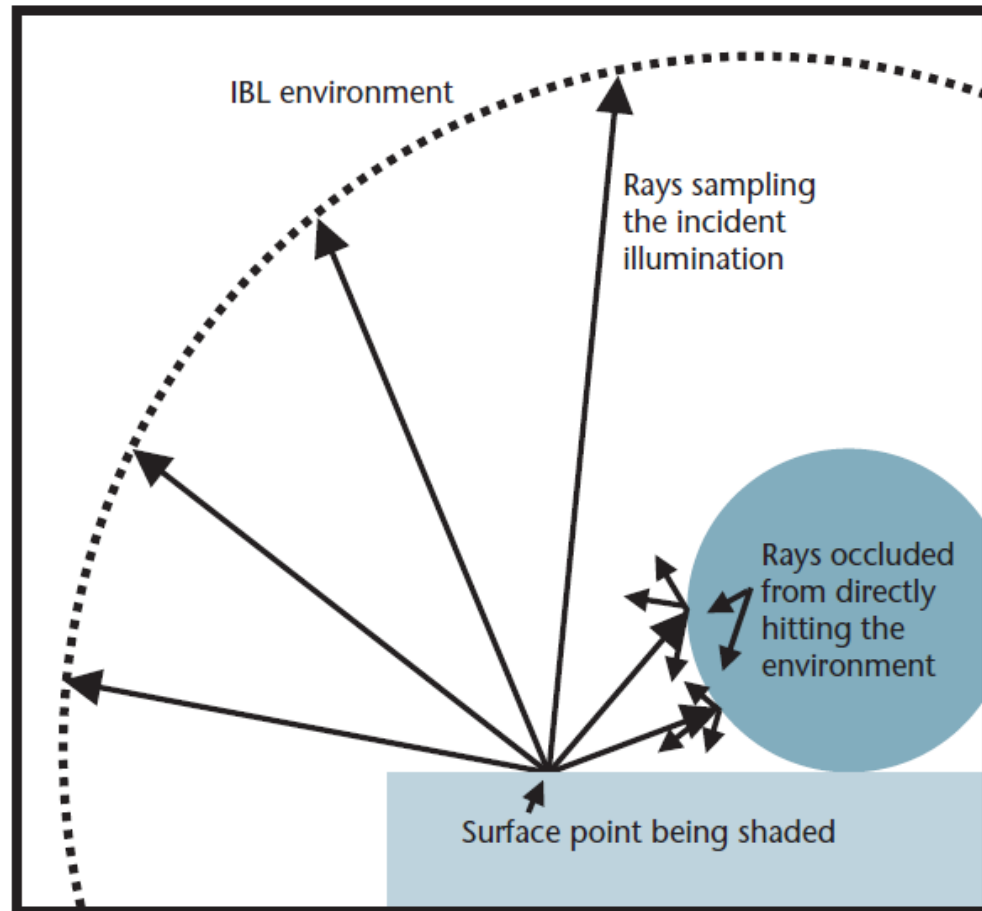 IBL environment
Rays sampling
the incident
illumination
Rays occluded
from directly
hitting the
environment
Surface point being shaded